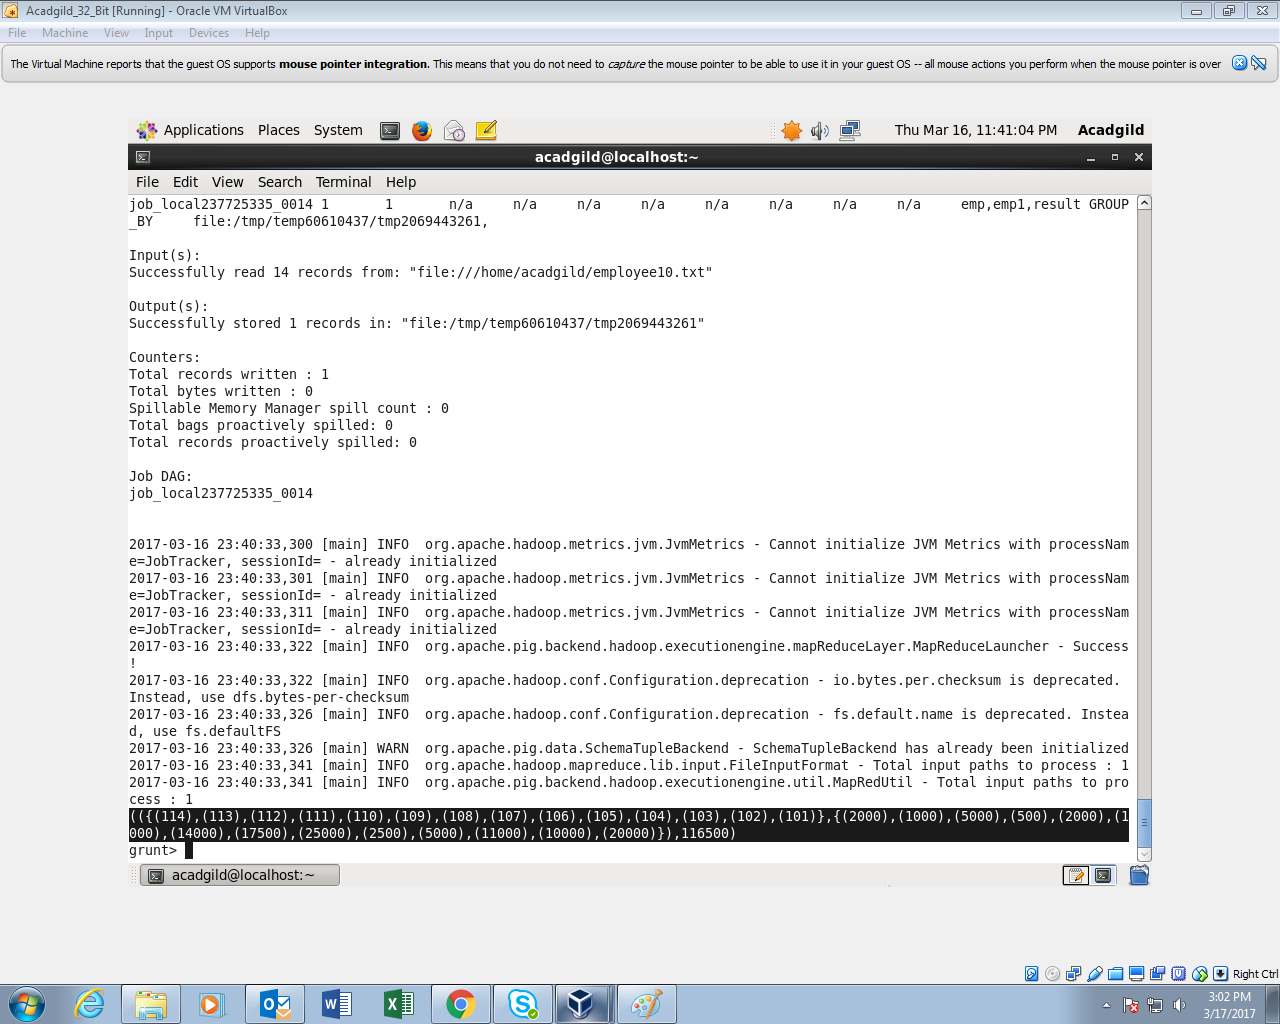 Acadgild_32_Bit [Running] - Oracle VM VirtualBox
File Machine View Input Devices Help
The Virtual Machine reports that the guest OS supports mouse pointer integration. This means that you do not need to capture the mouse pointer to be able to use it in your guest OS -- all mouse actions you perform when the mouse pointer is over
Applications Places System Thu Mar 16, 11:41:04 PM Acadgild
acadgild@localhost:~
File Edit View Search Terminal Help
job_local237725335_0014 1 1 n/a n/a n/a n/a n/a n/a n/a n/a emp,emp1,result GROUP
_BY file:/tmp/temp60610437/tmp2069443261,
Input(s):
Successfully read 14 records from: "file:///home/acadgild/employee10.txt"
Output(s):
Successfully stored 1 records in: "file:/tmp/temp60610437/tmp2069443261"
Counters:
Total records written : 1
Total bytes written : 0
Spillable Memory Manager spill count : 0
Total bags proactively spilled: 0
Total records proactively spilled: 0
Job DAG:
job_local237725335_0014
2017-03-16 23:40:33,300 [main] INFO org.apache.hadoop.metrics.jvm.JvmMetrics - Cannot initialize JVM Metrics with processNam
e=JobTracker, sessionId= - already initialized
2017-03-16 23:40:33,301 [main] INFO org.apache.hadoop.metrics.jvm.JvmMetrics - Cannot initialize JVM Metrics with processNam
e=JobTracker, sessionId= - already initialized
2017-03-16 23:40:33,311 [main] INFO org.apache.hadoop.metrics.jvm.JvmMetrics - Cannot initialize JVM Metrics with processNam
e=JobTracker, sessionId= - already initialized
2017-03-16 23:40:33,322 [main] INFO org.apache.pig.backend.hadoop.executionengine.mapReduceLayer.MapReduceLauncher - Success
!
2017-03-16 23:40:33,322 [main] INFO org.apache.hadoop.conf.Configuration.deprecation - io.bytes.per.checksum is deprecated.
Instead, use dfs.bytes-per-checksum
2017-03-16 23:40:33,326 [main] INFO org.apache.hadoop.conf.Configuration.deprecation - fs.default.name is deprecated. Instea
d, use fs.defaultFS
2017-03-16 23:40:33,326 [main] WARN org.apache.pig.data.SchemaTupleBackend - SchemaTupleBackend has already been initialized
2017-03-16 23:40:33,341 [main] INFO org.apache.hadoop.mapreduce.lib.input.FileInputFormat - Total input paths to process : 1
2017-03-16 23:40:33,341 [main] INFO org.apache.pig.backend.hadoop.executionengine.util.MapRedUtil - Total input paths to pro
cess : 1
(({(114),(113),(112),(111),(110),(109),(108),(107),(106),(105),(104),(103),(102),(101)},{(2000),(1000),(5000),(500),(2000),(1
000),(14000),(17500),(25000),(2500),(5000),(11000),(10000),(20000)}),116500)
grunt>
acadgild@localhost:~
Right Ctrl
3:02 PM
3/17/2017